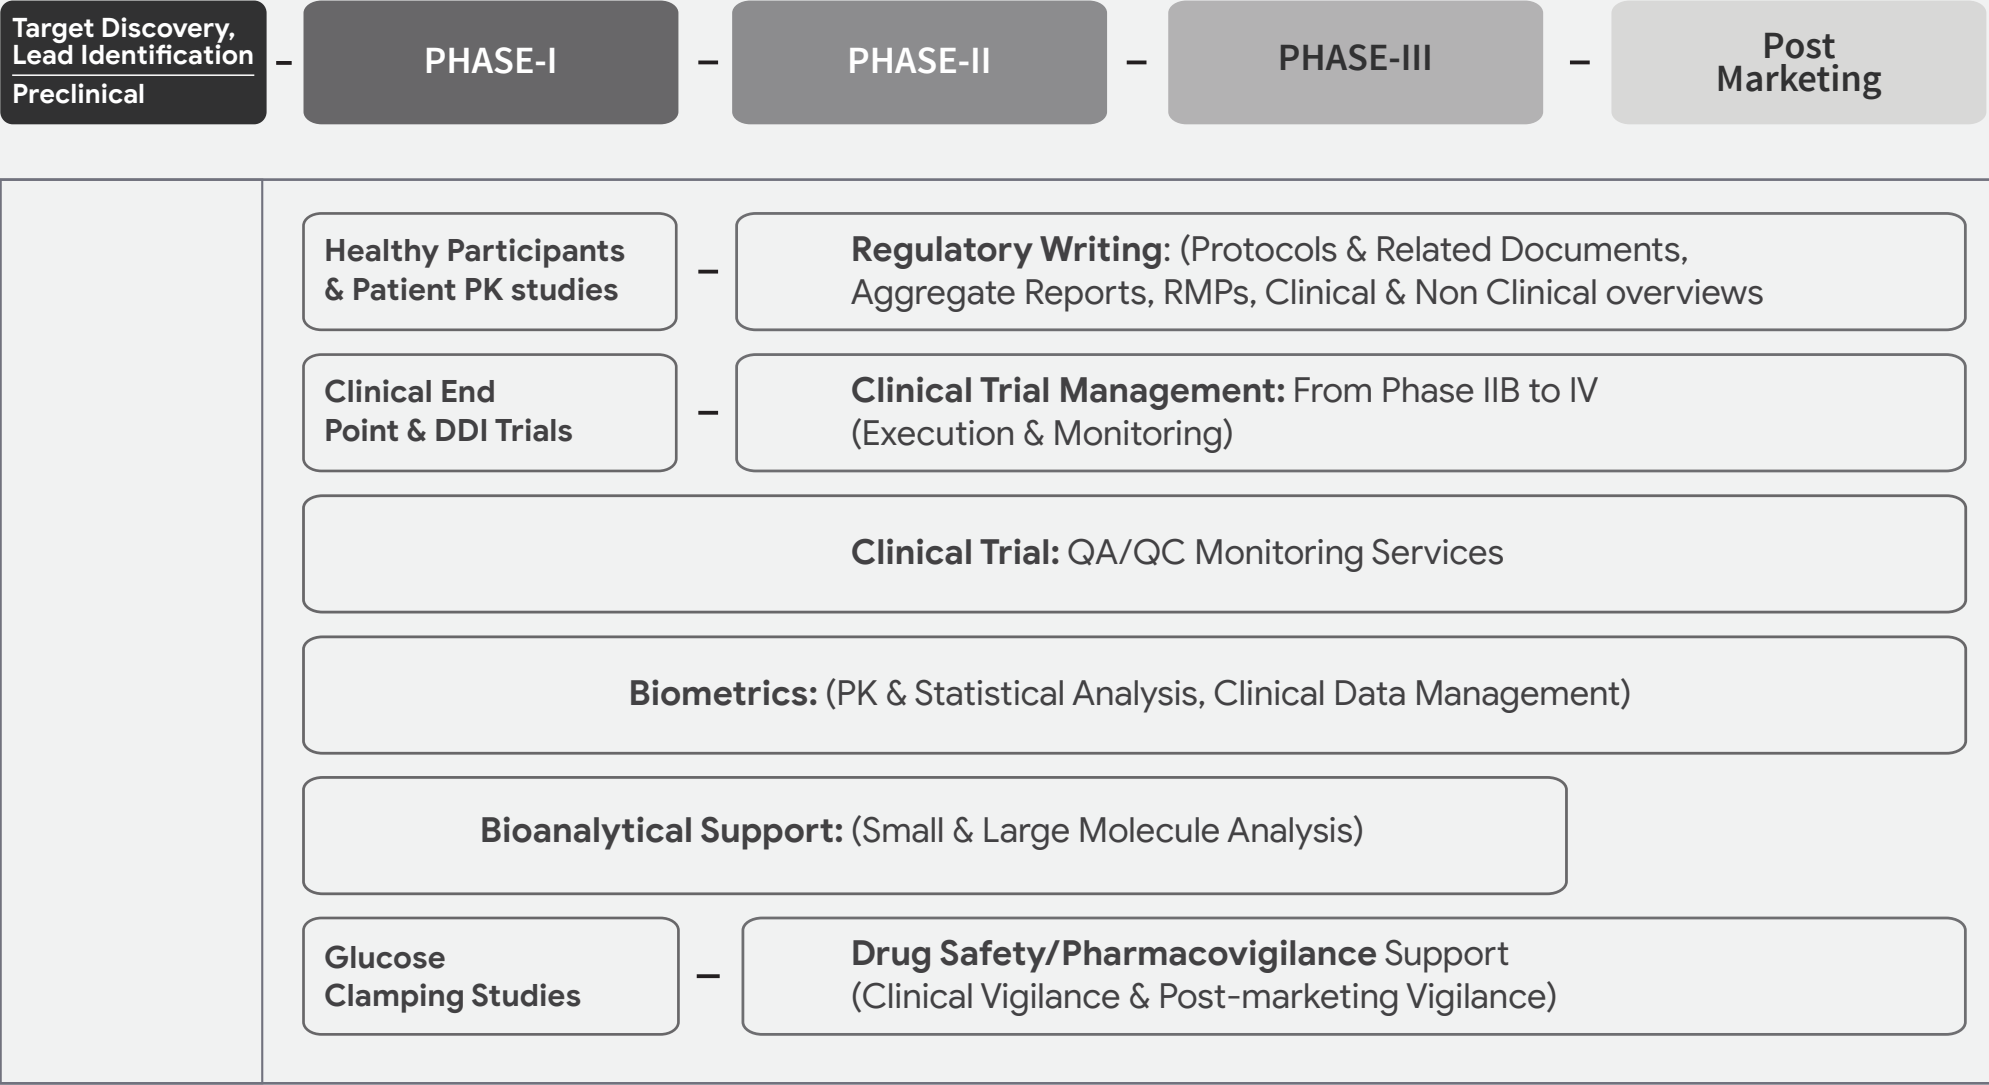 Target Discovery,
Lead Identification
Preclinical
–
PHASE-I
–
PHASE-II
–
PHASE-III
–
Post
Marketing
Healthy Participants
& Patient PK studies
–
Regulatory Writing: (Protocols & Related Documents,
Aggregate Reports, RMPs, Clinical & Non Clinical overviews
Clinical End
Point & DDI Trials
–
Clinical Trial Management: From Phase IIB to IV
(Execution & Monitoring)
Clinical Trial: QA/QC Monitoring Services
Biometrics: (PK & Statistical Analysis, Clinical Data Management)
Bioanalytical Support: (Small & Large Molecule Analysis)
Glucose
Clamping Studies
–
Drug Safety/Pharmacovigilance Support
(Clinical Vigilance & Post-marketing Vigilance)